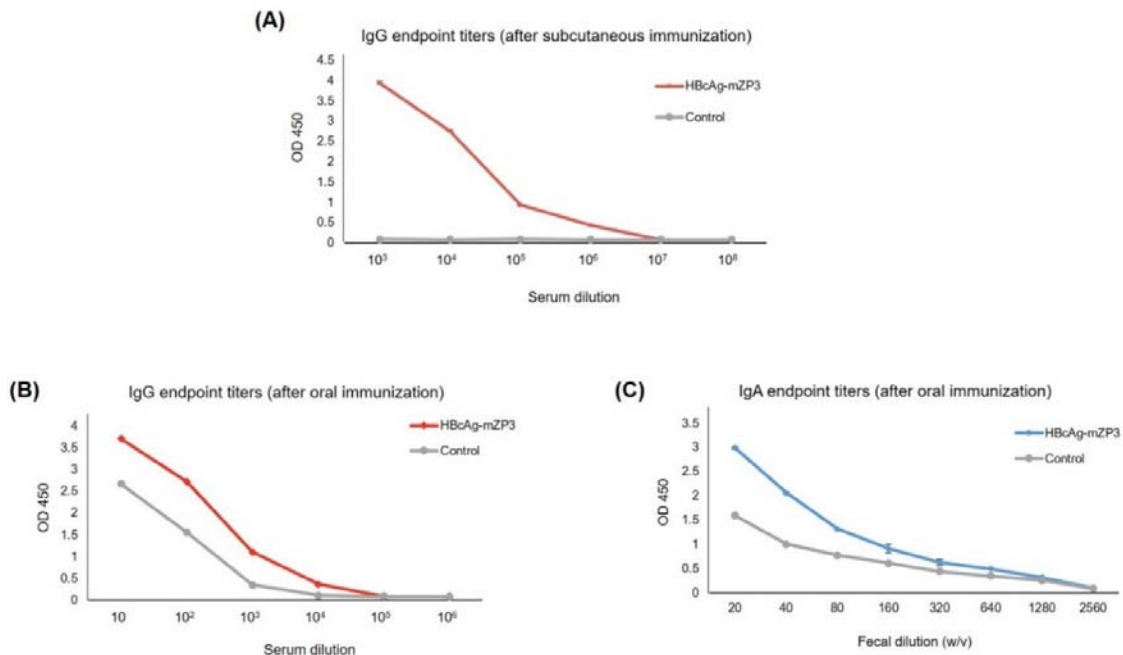 (A)
IgG endpoint titers (after subcutaneous immunization)
4.5
4
3.5
3
2.5
2
1.5
1
0.5
0
OD 450
HBcAg-mZP3
Control
10³ 10⁴ 10⁵ 10⁶ 10⁷ 10⁸
Serum dilution
(B)
IgG endpoint titers (after oral immunization)
4
3.5
3
2.5
2
1.5
1
0.5
0
OD 450
HBcAg-mZP3
Control
10 10² 10³ 10⁴ 10⁵ 10⁶
Serum dilution
(C)
IgA endpoint titers (after oral immunization)
3.5
3
2.5
2
1.5
1
0.5
0
OD 450
HBcAg-mZP3
Control
20 40 80 160 320 640 1280 2560
Fecal dilution (w/v)